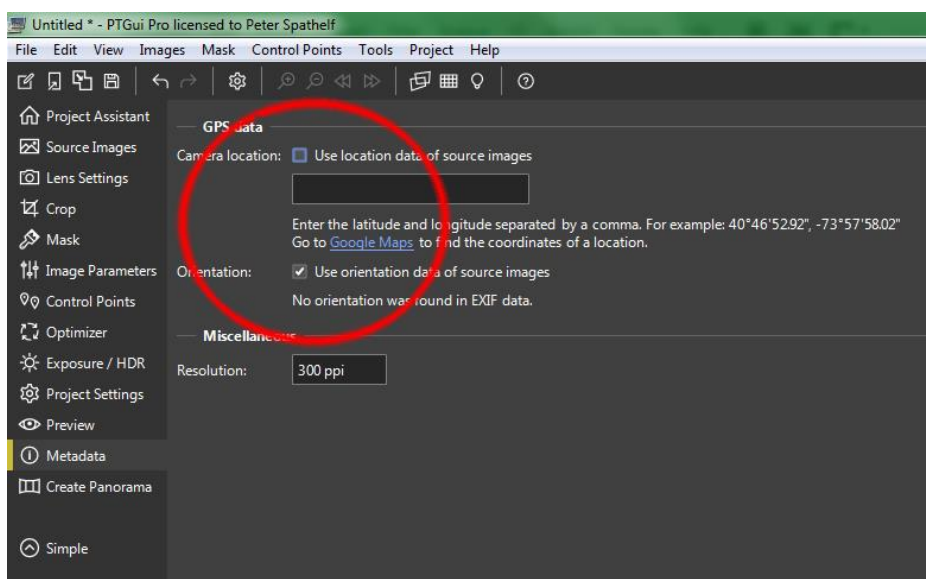 Untitled * - PTGui Pro licensed to Peter Spathelf
File Edit View Images Mask Control Points Tools Project Help
Project Assistant
Source Images
Lens Settings
Crop
Mask
Image Parameters
Control Points
Optimizer
Exposure / HDR
Project Settings
Preview
Metadata
Create Panorama
Simple
GPS data
Camera location: Use location data of source images
Enter the latitude and longitude separated by a comma. For example: 40°46'52.92", -73°57'58.02"
Go to Google Maps to find the coordinates of a location.
Orientation: Use orientation data of source images
No orientation was found in EXIF data.
Miscellaneous
Resolution: 300 ppi